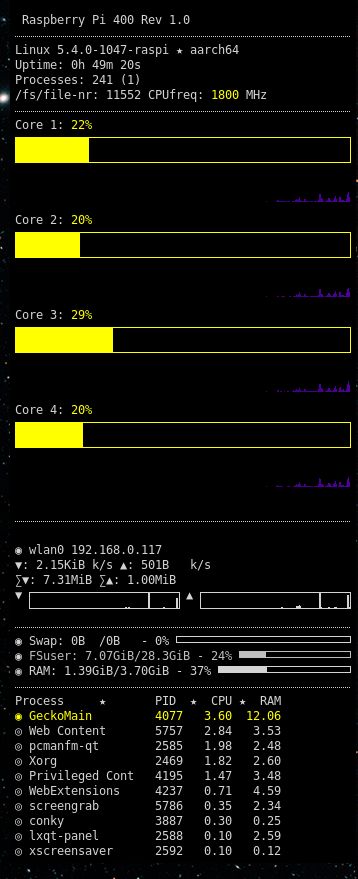 Raspberry Pi 400 Rev 1.0
Linux 5.4.0-1047-raspi ★ aarch64
Uptime: 0h 49m 20s
Processes: 241 (1)
/fs/file-nr: 11552 CPUfreq: 1800 MHz
Core 1: 22%
Core 2: 20%
Core 3: 29%
Core 4: 20%
◉ wlan0 192.168.0.117
▼: 2.15KiB k/s ▲: 501B k/s
∑▼: 7.31MiB ∑▲: 1.00MiB
▼ ▲
◉ Swap: 0B /0B - 0%
◉ FSuser: 7.07GiB/28.3GiB - 24%
◉ RAM: 1.39GiB/3.70GiB - 37%
Process ★ PID ★ CPU ★ RAM
◉ GeckoMain 4077 3.60 12.06
◎ Web Content 5757 2.84 3.53
◎ pcmanfm-qt 2585 1.98 2.48
◎ Xorg 2469 1.82 2.60
◎ Privileged Cont 4195 1.47 3.48
◎ WebExtensions 4237 0.71 4.59
◎ screengrab 5786 0.35 2.34
◎ conky 3887 0.30 0.25
◎ lxqt-panel 2588 0.10 2.59
◎ xscreensaver 2592 0.10 0.12